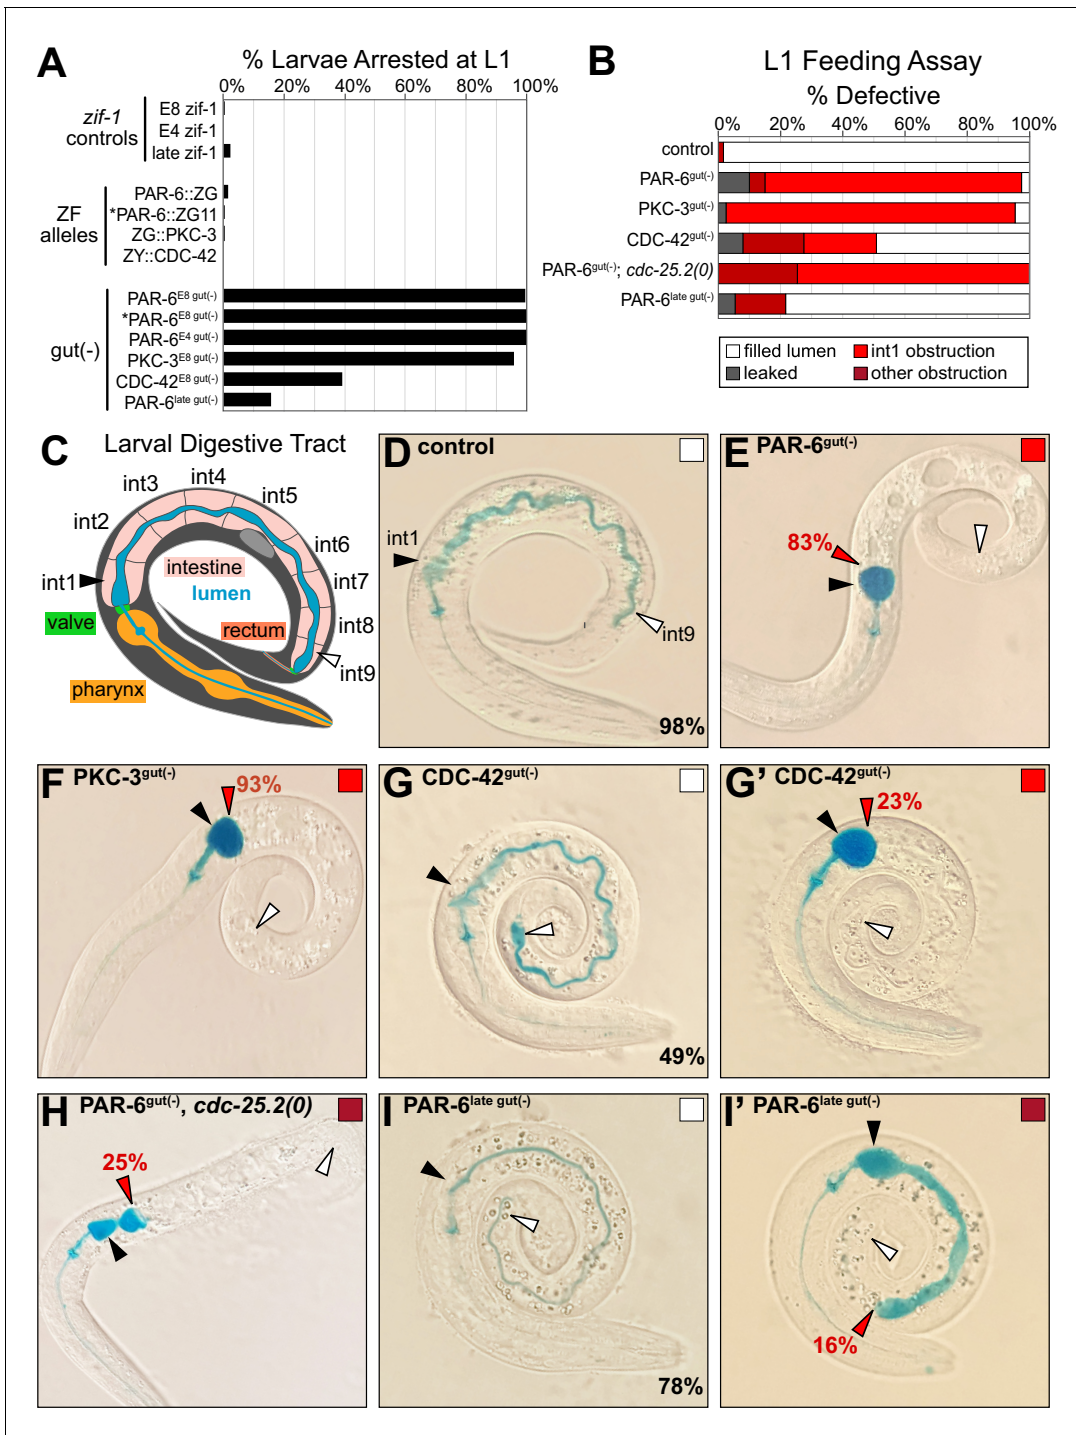 A
% Larvae Arrested at L1
0% 20% 40% 60% 80% 100%
zif-1 controls
E8 zif-1
E4 zif-1
late zif-1
ZF alleles
PAR-6::ZG
*PAR-6::ZG11
ZG::PKC-3
ZY::CDC-42
gut(-)
PAR-6E8 gut(-)
*PAR-6E8 gut(-)
PAR-6E4 gut(-)
PKC-3E8 gut(-)
CDC-42E8 gut(-)
PAR-6late gut(-)
B
L1 Feeding Assay
% Defective
0% 20% 40% 60% 80% 100%
control
PAR-6gut(-)
PKC-3gut(-)
CDC-42gut(-)
PAR-6gut(-); cdc-25.2(0)
PAR-6late gut(-)
filled lumen
int1 obstruction
leaked
other obstruction
C
Larval Digestive Tract
int1
int2
int3
int4
int5
int6
int7
int8
int9
intestine
lumen
valve
rectum
pharynx
D control
int1
int9
98%
E PAR-6gut(-)
83%
F PKC-3gut(-)
93%
G CDC-42gut(-)
49%
G' CDC-42gut(-)
23%
H PAR-6gut(-), cdc-25.2(0)
25%
I PAR-6late gut(-)
78%
I' PAR-6late gut(-)
16%